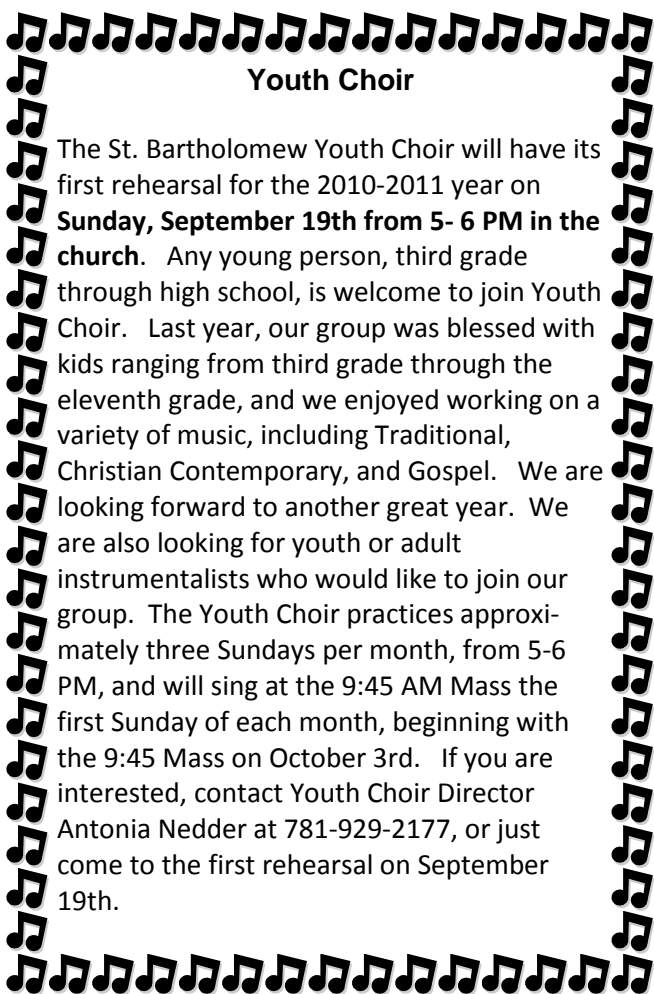 Youth Choir
The St. Bartholomew Youth Choir will have its
first rehearsal for the 2010-2011 year on
Sunday, September 19th from 5- 6 PM in the
church.   Any young person, third grade
through high school, is welcome to join Youth
Choir.   Last year, our group was blessed with
kids ranging from third grade through the
eleventh grade, and we enjoyed working on a
variety of music, including Traditional,
Christian Contemporary, and Gospel.   We are
looking forward to another great year.  We
are also looking for youth or adult
instrumentalists who would like to join our
group.  The Youth Choir practices approxi-
mately three Sundays per month, from 5-6
PM, and will sing at the 9:45 AM Mass the
first Sunday of each month, beginning with
the 9:45 Mass on October 3rd.   If you are
interested, contact Youth Choir Director
Antonia Nedder at 781-929-2177, or just
come to the first rehearsal on September
19th.